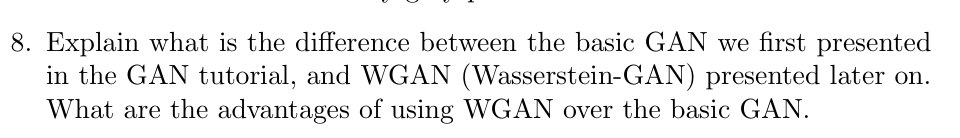 8. Explain what is the difference between the basic GAN we first presented
in the GAN tutorial, and WGAN (Wasserstein-GAN) presented later on.
What are the advantages of using WGAN over the basic GAN.